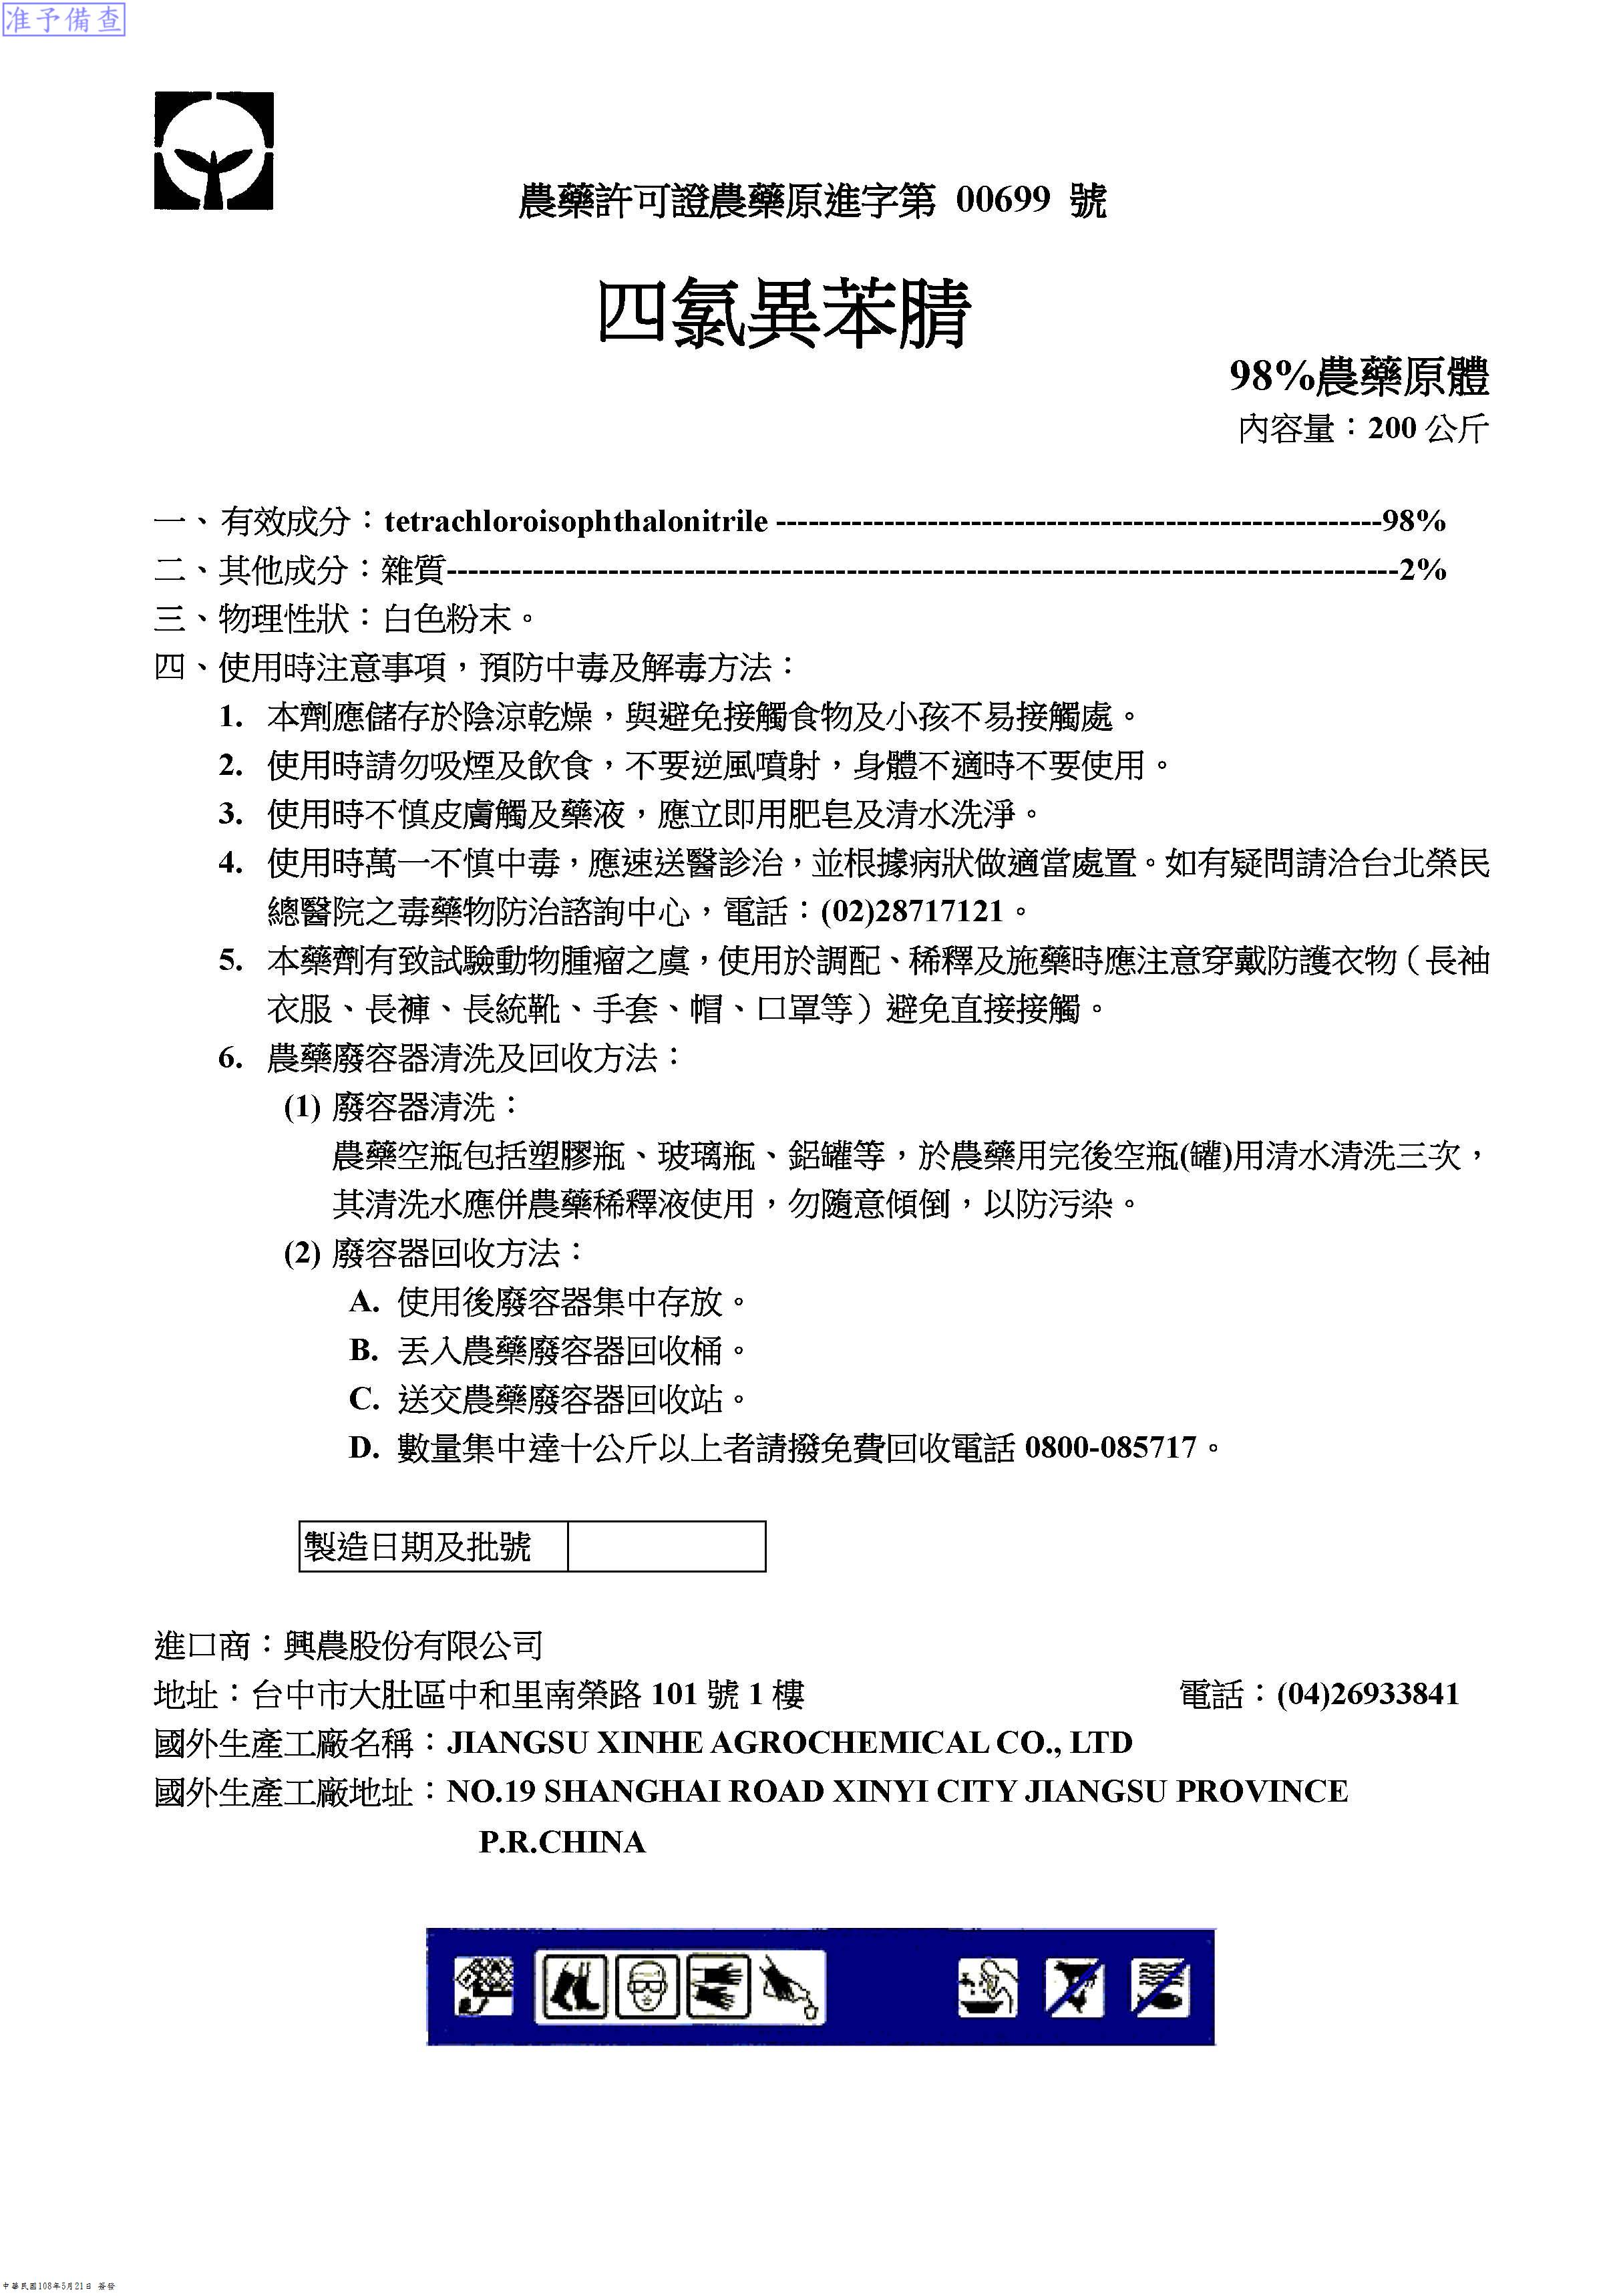 准予備查
農藥許可證農藥原進字第 00699 號
四氯異苯腈
98%農藥原體
內容量：200 公斤
一、有效成分：tetrachloroisophthalonitrile --------------------------------------------------------98%
二、其他成分：雜質----------------------------------------------------------------------------------------2%
三、物理性狀：白色粉末。
四、使用時注意事項，預防中毒及解毒方法：
1. 本劑應儲存於陰涼乾燥，與避免接觸食物及小孩不易接觸處。
2. 使用時請勿吸煙及飲食，不要逆風噴射，身體不適時不要使用。
3. 使用時不慎皮膚觸及藥液，應立即用肥皂及清水洗淨。
4. 使用時萬一不慎中毒，應速送醫診治，並根據病狀做適當處置。如有疑問請洽台北榮民
總醫院之毒藥物防治諮詢中心，電話：(02)28717121。
5. 本藥劑有致試驗動物腫瘤之虞，使用於調配、稀釋及施藥時應注意穿戴防護衣物（長袖
衣服、長褲、長統靴、手套、帽、口罩等）避免直接接觸。
6. 農藥廢容器清洗及回收方法：
(1) 廢容器清洗：
農藥空瓶包括塑膠瓶、玻璃瓶、鋁罐等，於農藥用完後空瓶(罐)用清水清洗三次，
其清洗水應併農藥稀釋液使用，勿隨意傾倒，以防污染。
(2) 廢容器回收方法：
A. 使用後廢容器集中存放。
B. 丟入農藥廢容器回收桶。
C. 送交農藥廢容器回收站。
D. 數量集中達十公斤以上者請撥免費回收電話 0800-085717。
製造日期及批號
進口商：興農股份有限公司
地址：台中市大肚區中和里南榮路 101 號 1 樓 電話：(04)26933841
國外生產工廠名稱：JIANGSU XINHE AGROCHEMICAL CO., LTD
國外生產工廠地址：NO.19 SHANGHAI ROAD XINYI CITY JIANGSU PROVINCE
P.R.CHINA
中華民國108年5月21日 簽發